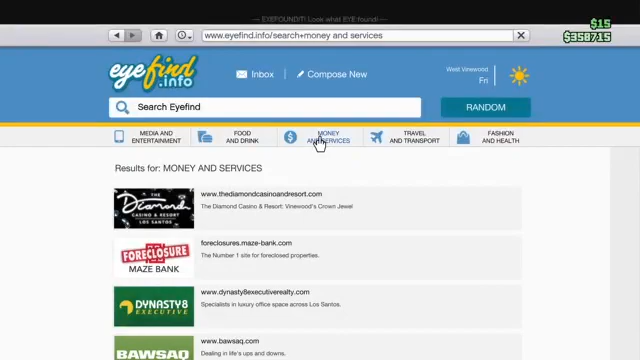 — EXEFOUNDIT! Look what EYE found! —
$15
$358715
www.eyefind.info/search+money and services
eyefind
.info
Inbox
Compose New
West Vinewood
Fri
Search Eyefind
RANDOM
MEDIA AND
ENTERTAINMENT
FOOD
AND DRINK
MONEY
AND SERVICES
TRAVEL
AND TRANSPORT
FASHION
AND HEALTH
Results for: MONEY AND SERVICES
THE
Diamond
CASINO & RESORT
LOS SANTOS
www.thediamondcasinoandresort.com
The Diamond Casino & Resort: Vinewood's Crown Jewel
FORECLOSURE
MAZE BANK
foreclosures.maze-bank.com
The Number 1 site for foreclosed properties.
DYNASTY8
EXECUTIVE
www.dynasty8executiverealty.com
Specialists in luxury office space across Los Santos.
BAWSAQ
www.bawsaq.com
Dealing in life's ups and downs.